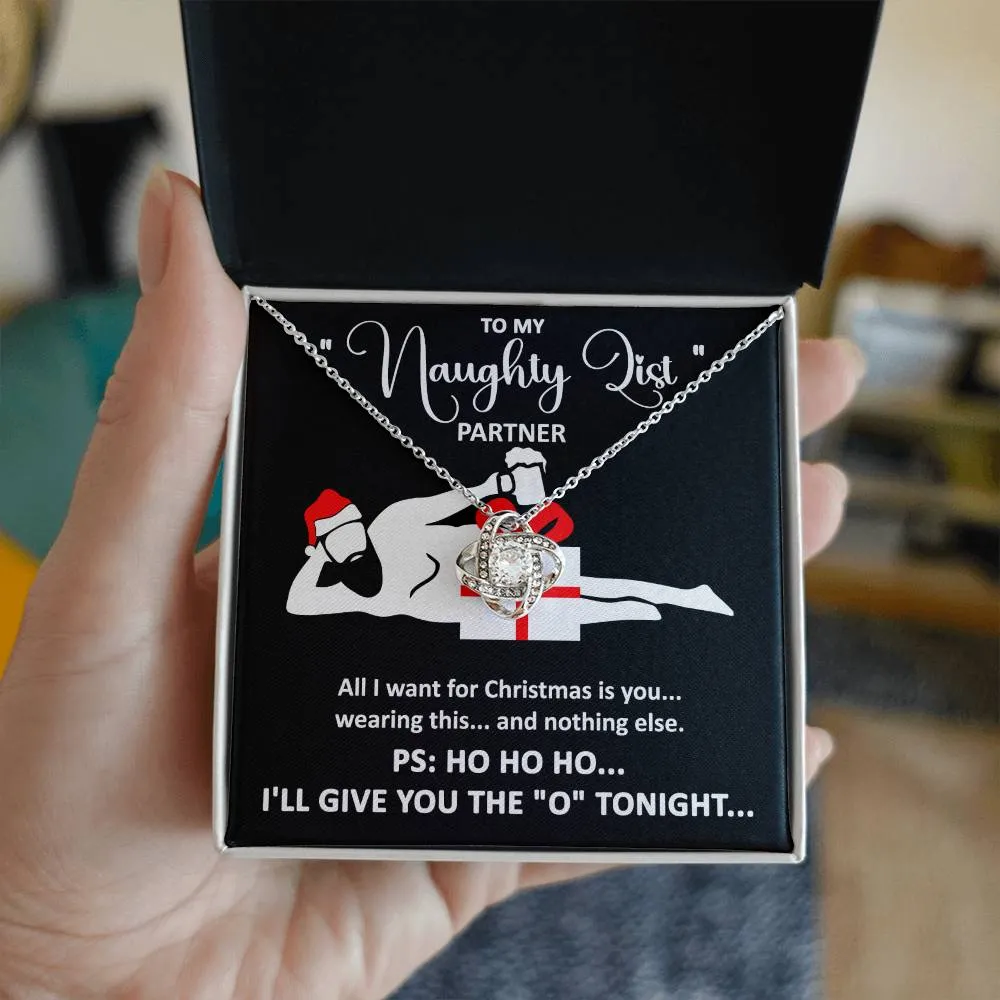 TO MY
"Naughty List"
PARTNER
All I want for Christmas is you...
wearing this... and nothing else.
PS: HO HO HO...
I'LL GIVE YOU THE "O" TONIGHT...